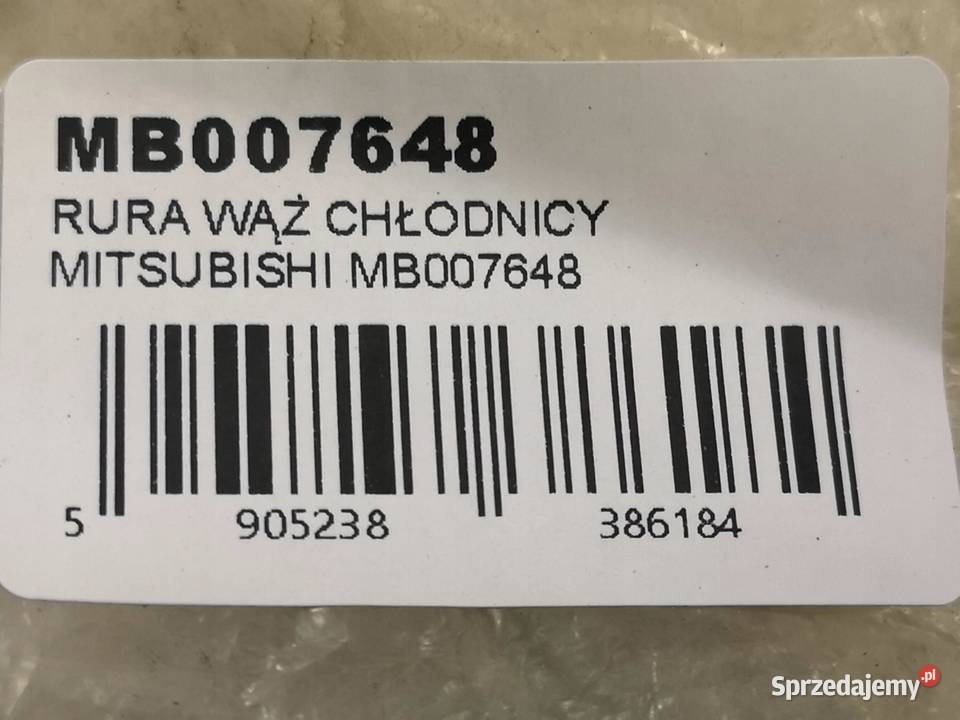 MB007648
RURA WĄŻ CHŁODNICY
MITSUBISHI MB007648
5 905238 386184
Sprzedajemy.pl